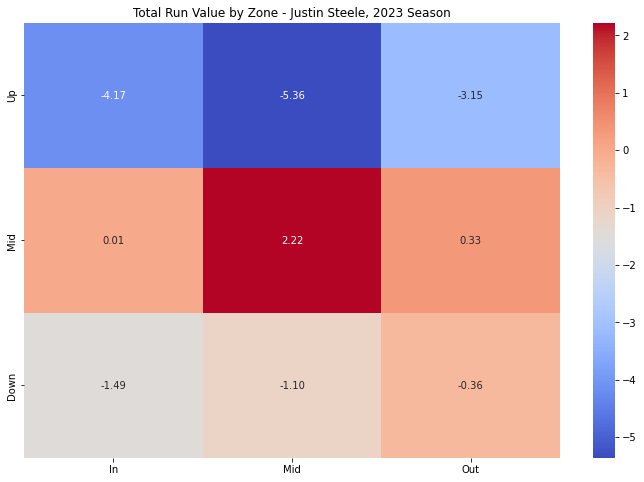 Total Run Value by Zone - Justin Steele, 2023 Season
Up
-4.17
-5.36
-3.15
Mid
0.01
2.22
0.33
Down
-1.49
-1.10
-0.36
In
Mid
Out
2
1
0
−1
−2
−3
−4
−5